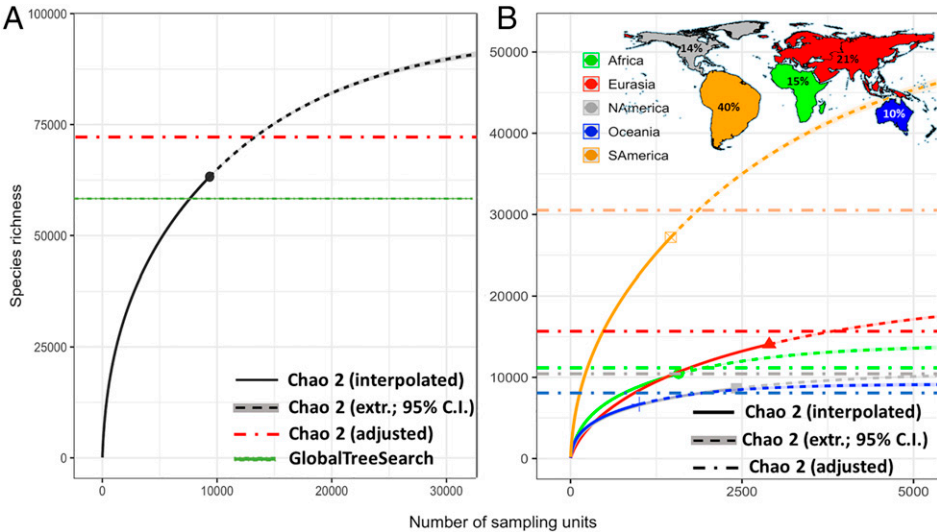 A
Species richness
100000
75000
50000
25000
0
0
10000
20000
30000
Chao 2 (interpolated)
Chao 2 (extr.; 95% C.I.)
Chao 2 (adjusted)
GlobalTreeSearch
B
50000
40000
30000
20000
10000
0
0
2500
5000
Africa
Eurasia
NAmerica
Oceania
SAmerica
14%
21%
15%
40%
10%
Chao 2 (interpolated)
Chao 2 (extr.; 95% C.I.)
Chao 2 (adjusted)
Number of sampling units